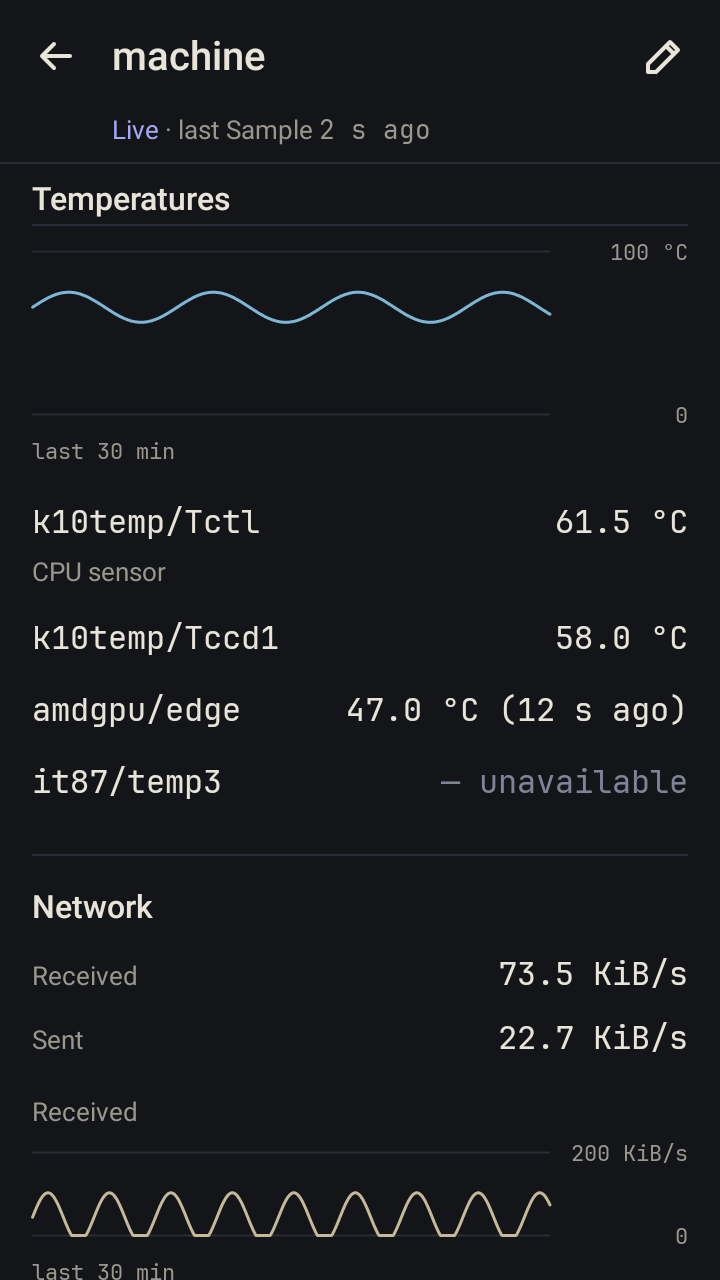 machine
Live · last Sample 2 s ago
Temperatures
100 °C
0
last 30 min
k10temp/Tctl 61.5 °C
CPU sensor
k10temp/Tccd1 58.0 °C
amdgpu/edge 47.0 °C (12 s ago)
it87/temp3 — unavailable
Network
Received 73.5 KiB/s
Sent 22.7 KiB/s
Received
200 KiB/s
0
last 30 min